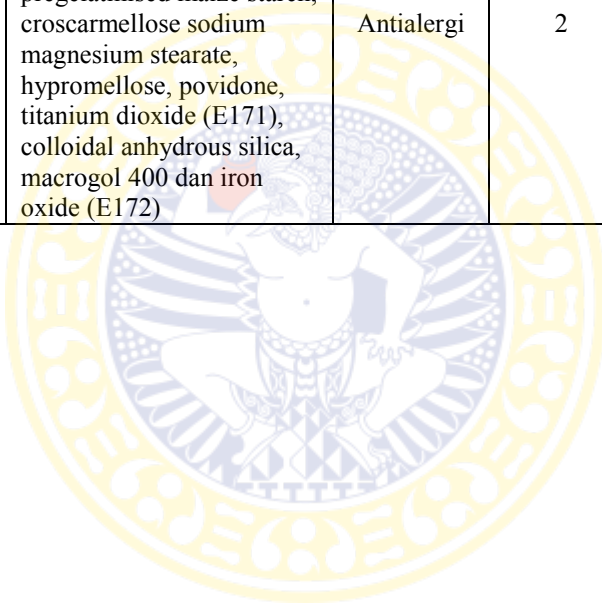 pregelatinised maize starch,
croscarmellose sodium Antialergi 2
magnesium stearate,
hypromellose, povidone,
titanium dioxide (E171),
colloidal anhydrous silica,
macrogol 400 dan iron
oxide (E172)